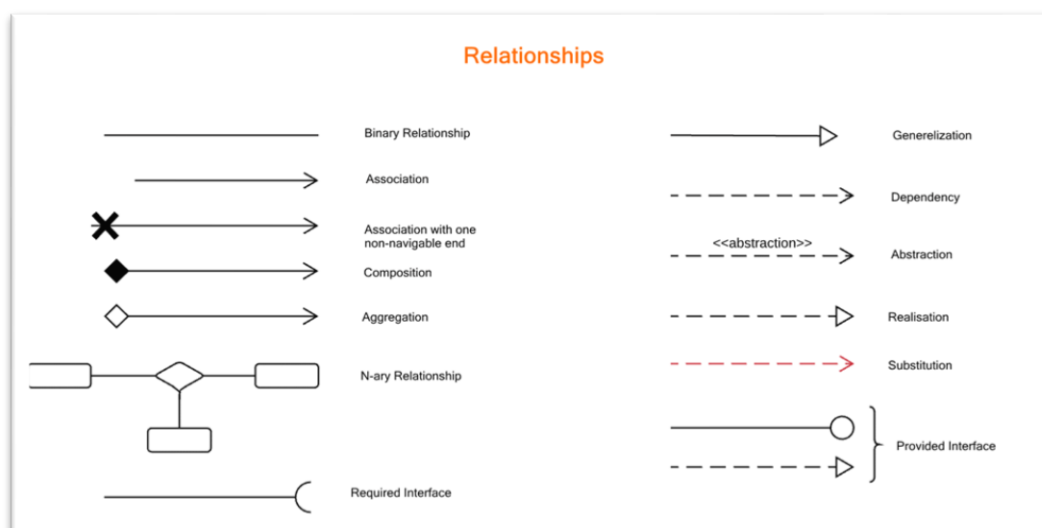 Relationships
Binary Relationship
Association
Association with one
non-navigable end
Composition
Aggregation
N-ary Relationship
Required Interface
Generelization
Dependency
<<abstraction>>
Abstraction
Realisation
Substitution
Provided Interface